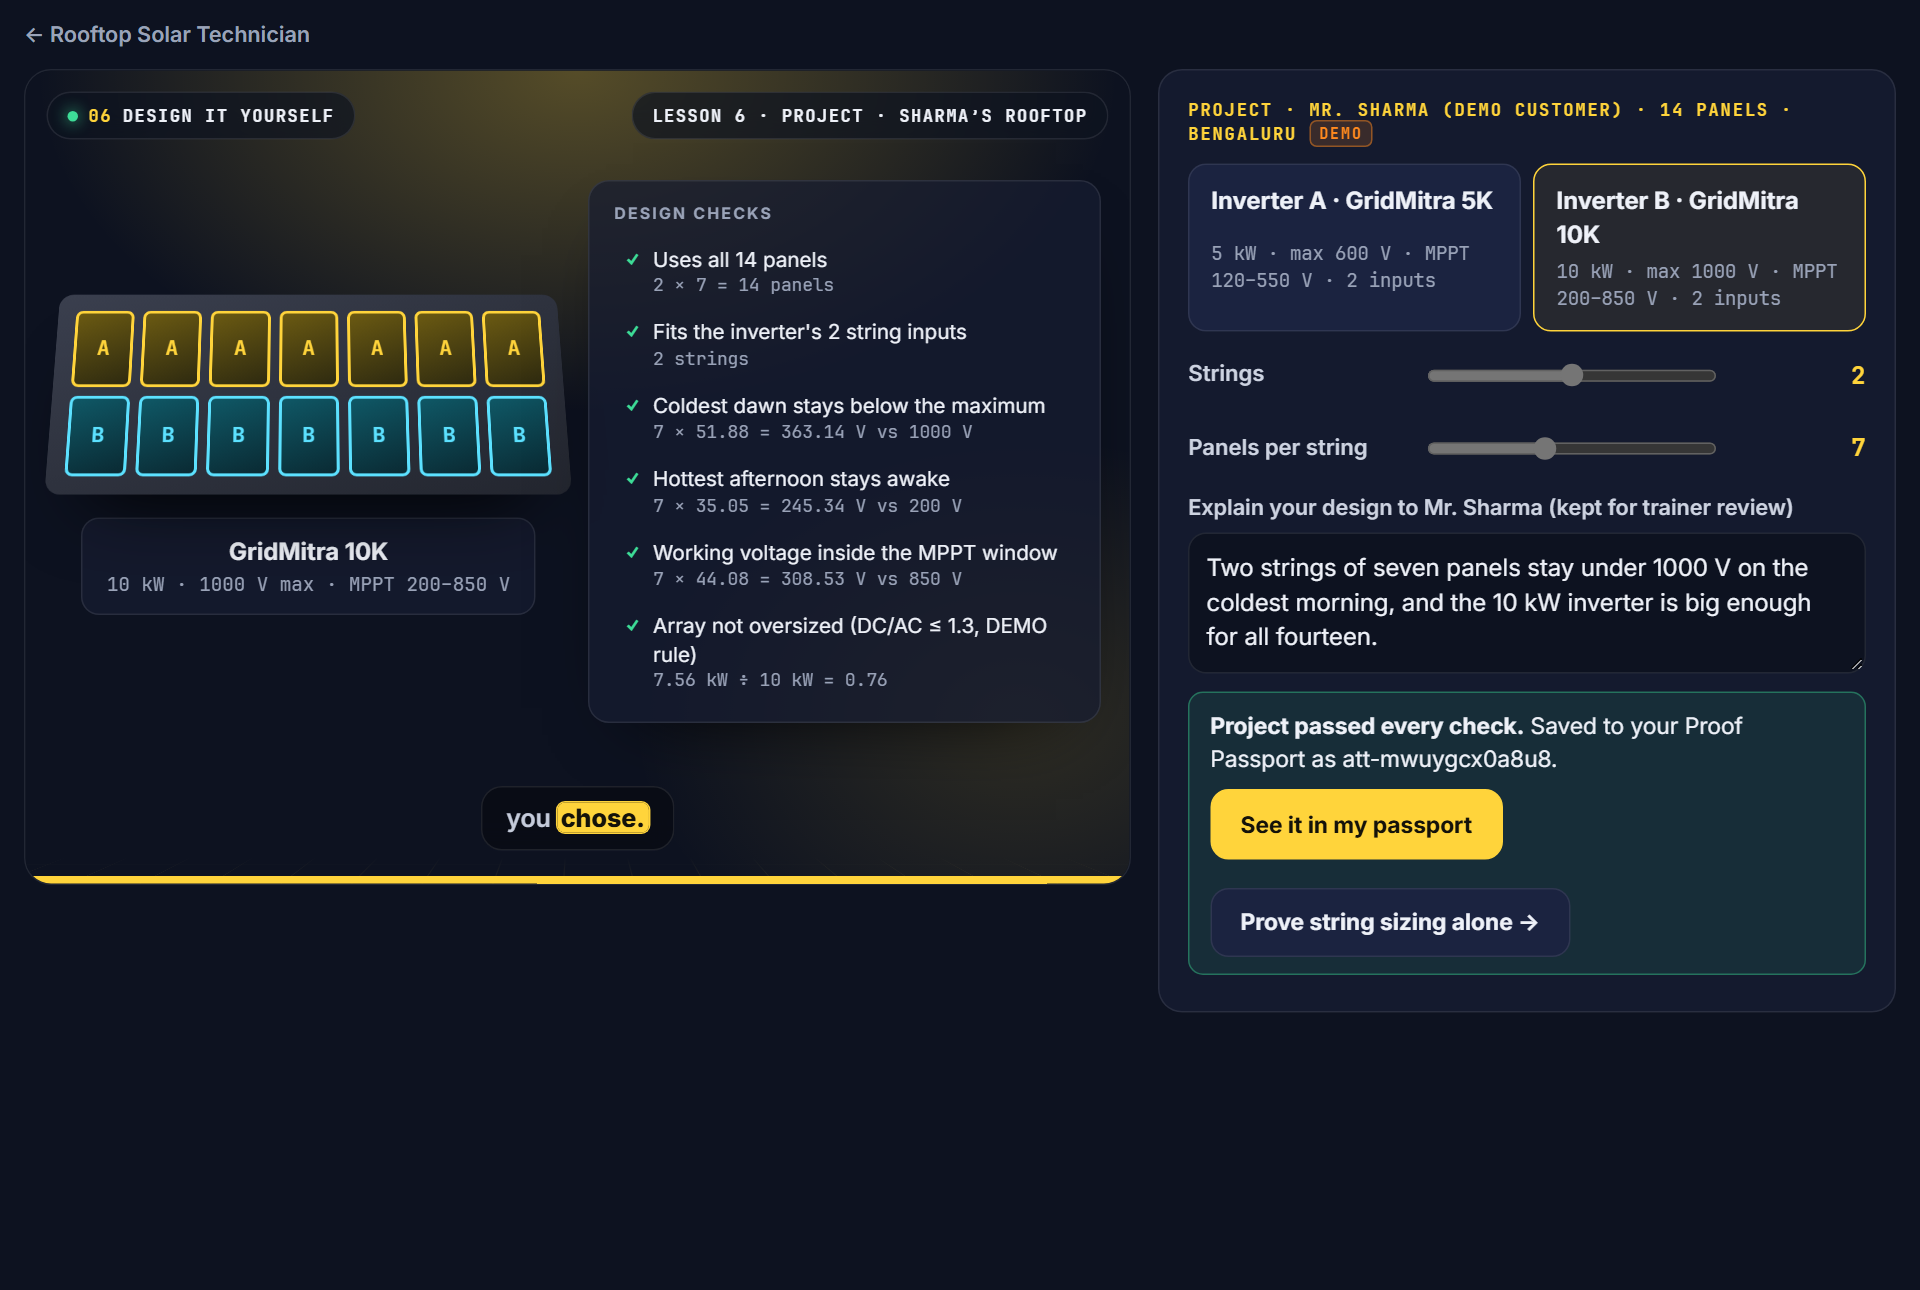 ← Rooftop Solar Technician
06 DESIGN IT YOURSELF
LESSON 6 · PROJECT · SHARMA'S ROOFTOP
A A A A A A A
B B B B B B B
GridMitra 10K
10 kW · 1000 V max · MPPT 200–850 V
DESIGN CHECKS
Uses all 14 panels
2 × 7 = 14 panels
Fits the inverter's 2 string inputs
2 strings
Coldest dawn stays below the maximum
7 × 51.88 = 363.14 V vs 1000 V
Hottest afternoon stays awake
7 × 35.05 = 245.34 V vs 200 V
Working voltage inside the MPPT window
7 × 44.08 = 308.53 V vs 850 V
Array not oversized (DC/AC ≤ 1.3, DEMO
rule)
7.56 kW ÷ 10 kW = 0.76
you chose.
PROJECT · MR. SHARMA (DEMO CUSTOMER) · 14 PANELS ·
BENGALURU DEMO
Inverter A · GridMitra 5K
5 kW · max 600 V · MPPT
120–550 V · 2 inputs
Inverter B · GridMitra
10K
10 kW · max 1000 V · MPPT
200–850 V · 2 inputs
Strings 2
Panels per string 7
Explain your design to Mr. Sharma (kept for trainer review)
Two strings of seven panels stay under 1000 V on the
coldest morning, and the 10 kW inverter is big enough
for all fourteen.
Project passed every check. Saved to your Proof
Passport as att-mwuygcx0a8u8.
See it in my passport
Prove string sizing alone →